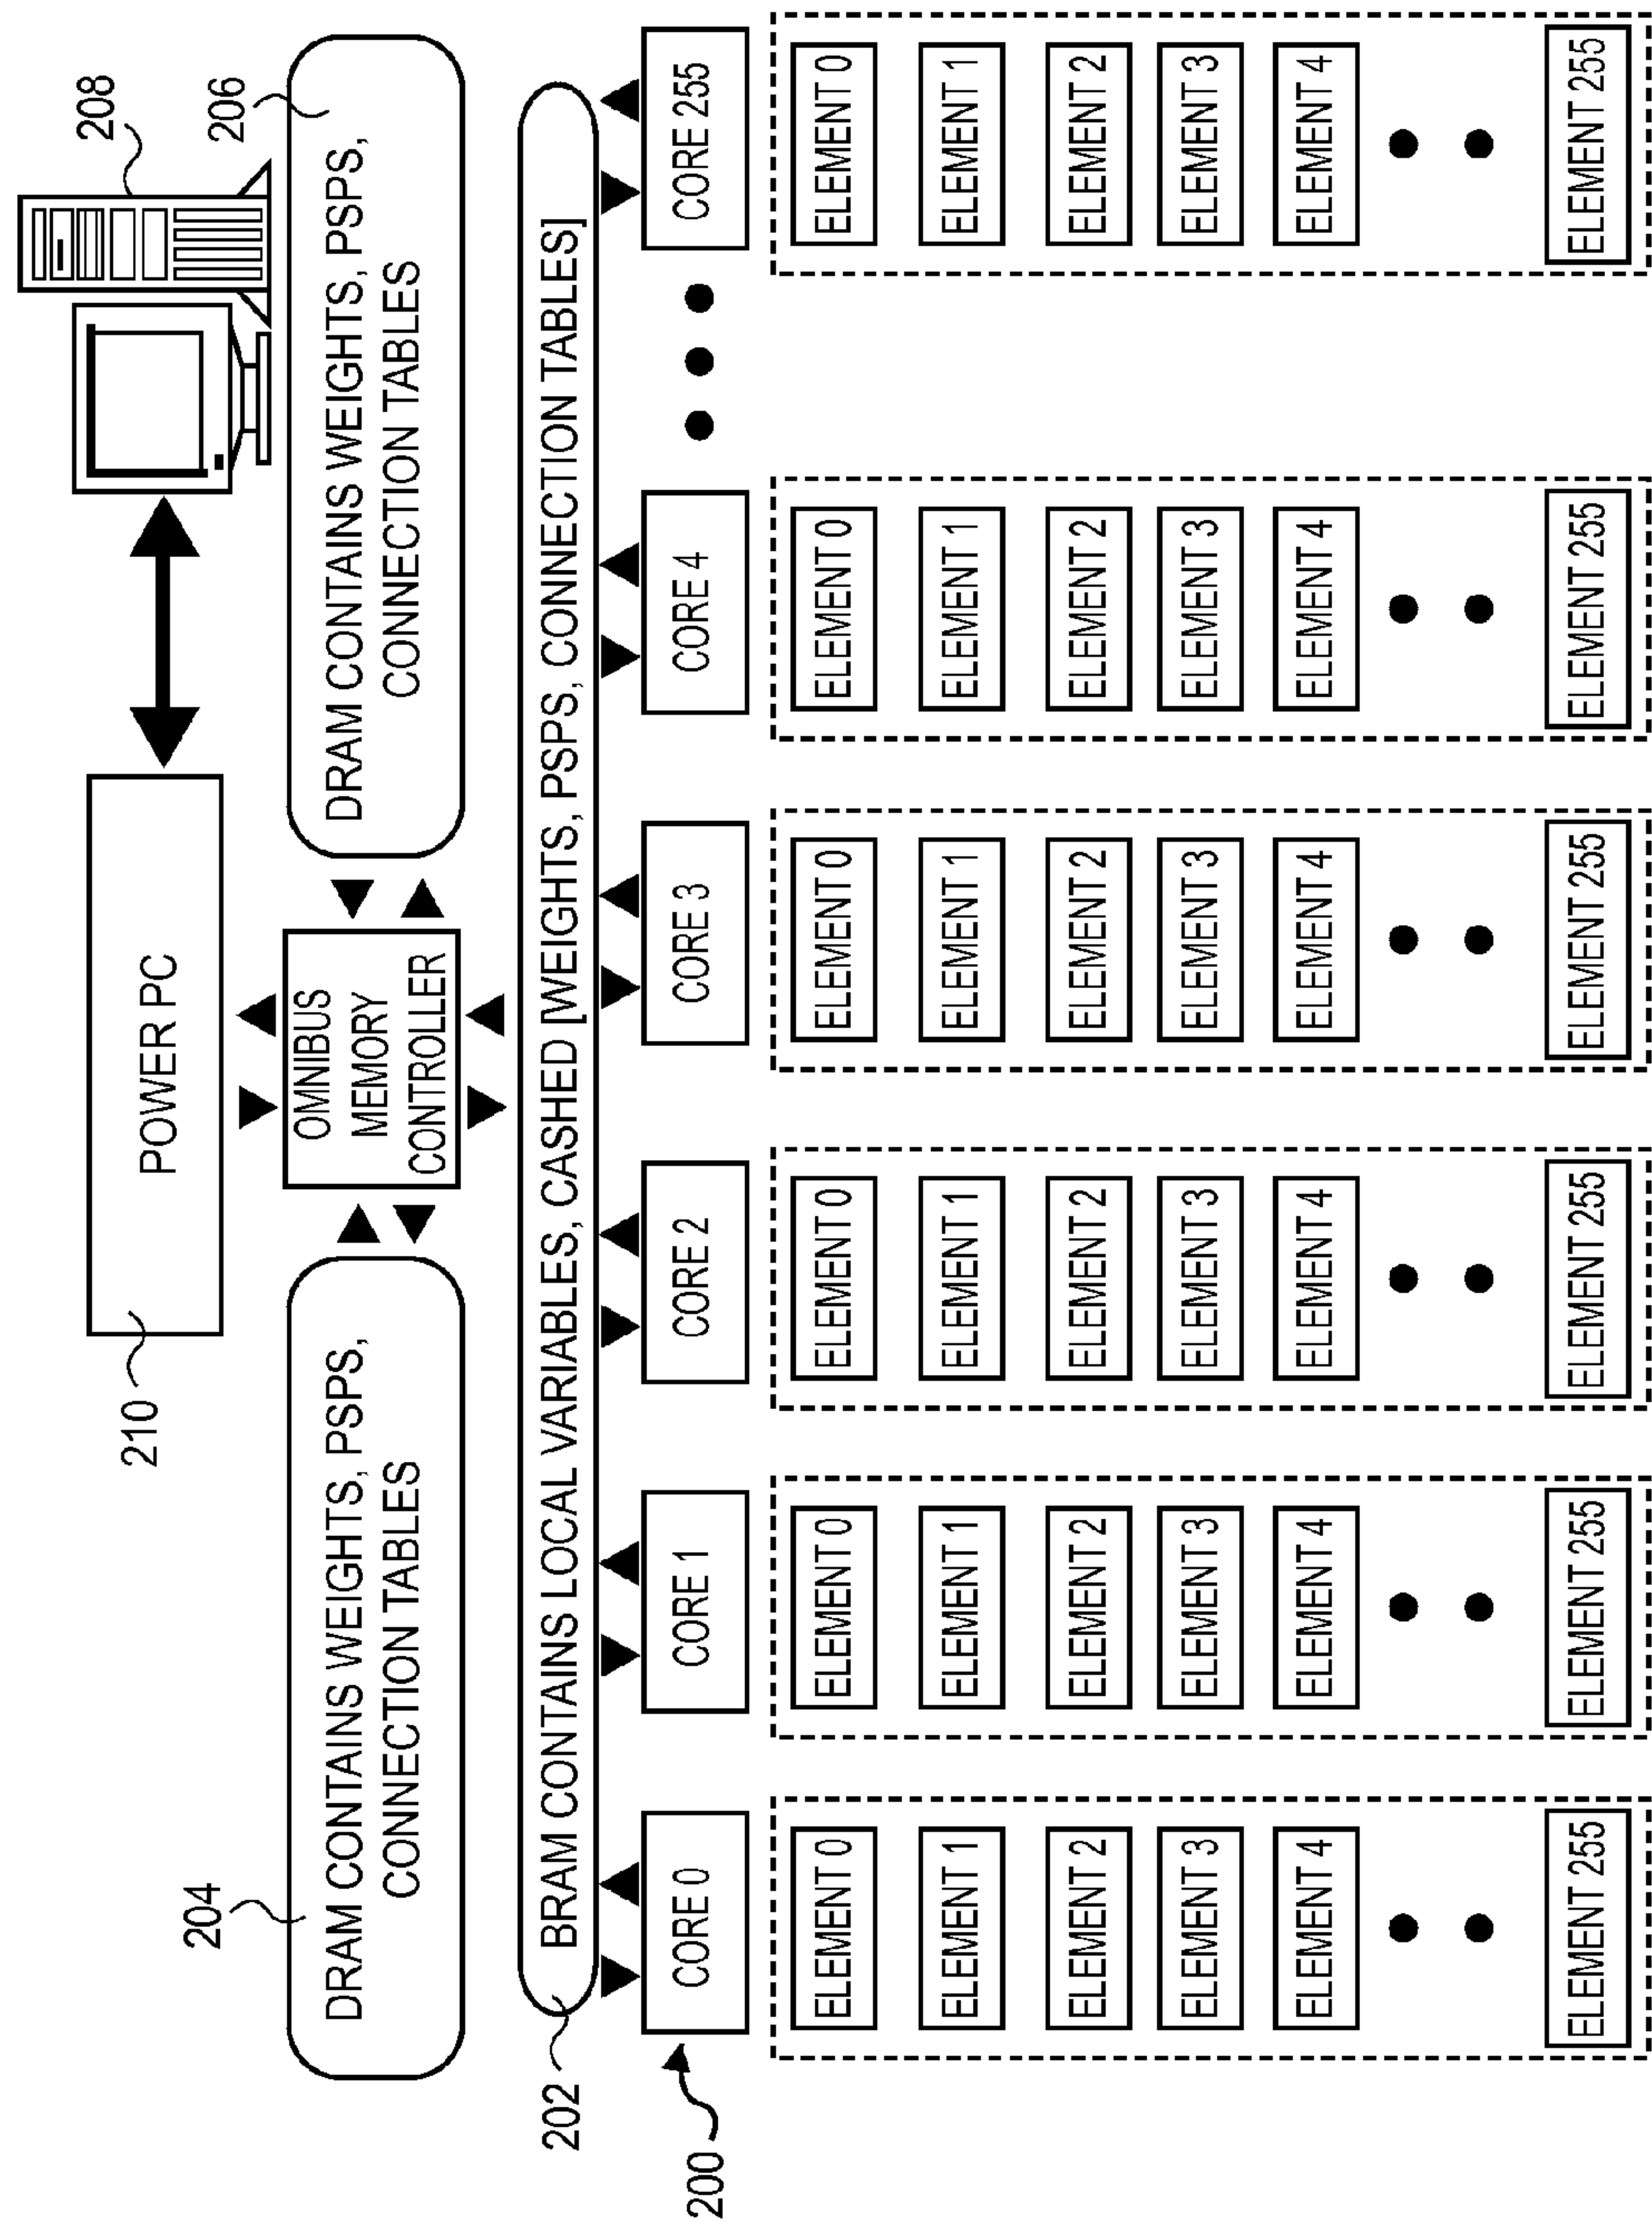 208
210
POWER PC
204
206
DRAM CONTAINS WEIGHTS, PSPS,
CONNECTION TABLES
OMNIBUS
MEMORY
CONTROLLER
DRAM CONTAINS WEIGHTS, PSPS,
CONNECTION TABLES
202
BRAM CONTAINS LOCAL VARIABLES, CASHED [WEIGHTS, PSPS, CONNECTION TABLES]
200
CORE 0
CORE 1
CORE 2
CORE 3
CORE 4
CORE 255
ELEMENT 0
ELEMENT 0
ELEMENT 0
ELEMENT 0
ELEMENT 0
ELEMENT 0
ELEMENT 1
ELEMENT 1
ELEMENT 1
ELEMENT 1
ELEMENT 1
ELEMENT 1
ELEMENT 2
ELEMENT 2
ELEMENT 2
ELEMENT 2
ELEMENT 2
ELEMENT 2
ELEMENT 3
ELEMENT 3
ELEMENT 3
ELEMENT 3
ELEMENT 3
ELEMENT 3
ELEMENT 4
ELEMENT 4
ELEMENT 4
ELEMENT 4
ELEMENT 4
ELEMENT 4
ELEMENT 255
ELEMENT 255
ELEMENT 255
ELEMENT 255
ELEMENT 255
ELEMENT 255